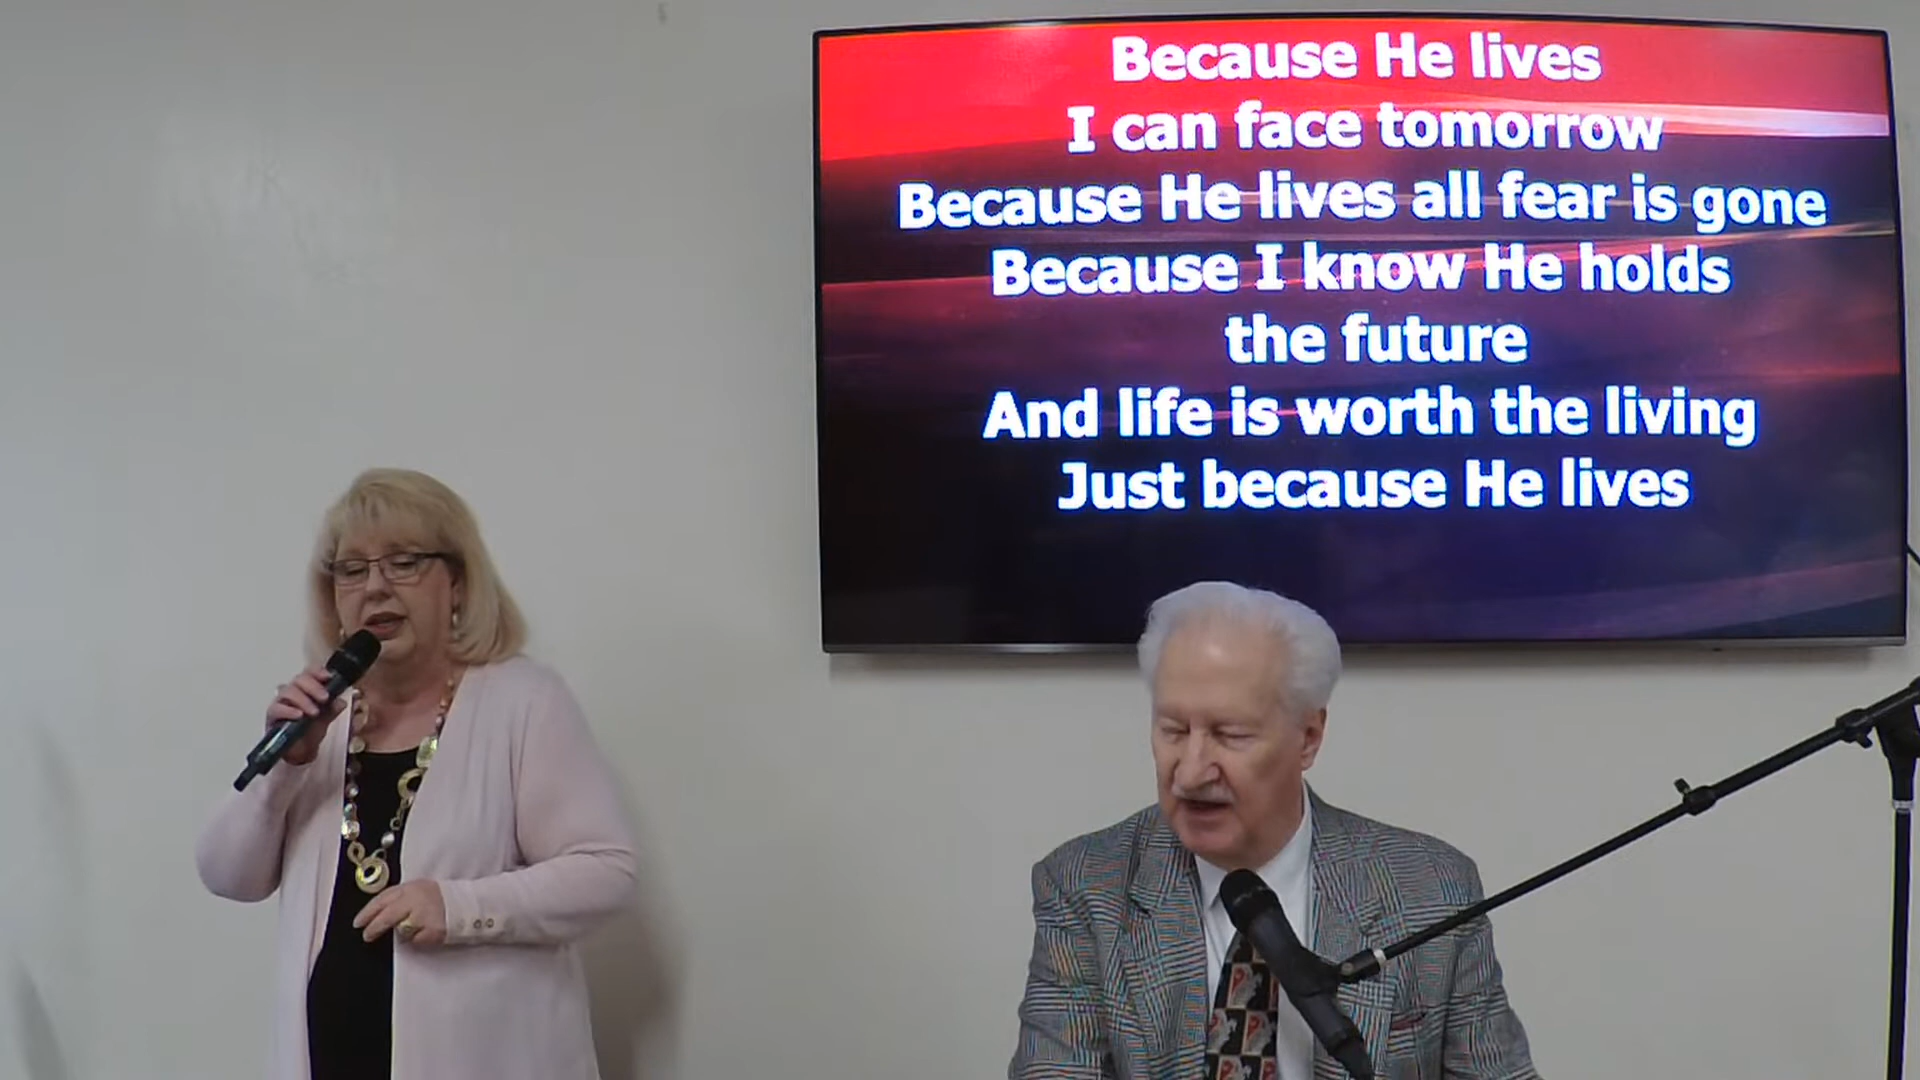 Because He lives
I can face tomorrow
Because He lives all fear is gone
Because I know He holds
the future
And life is worth the living
Just because He lives